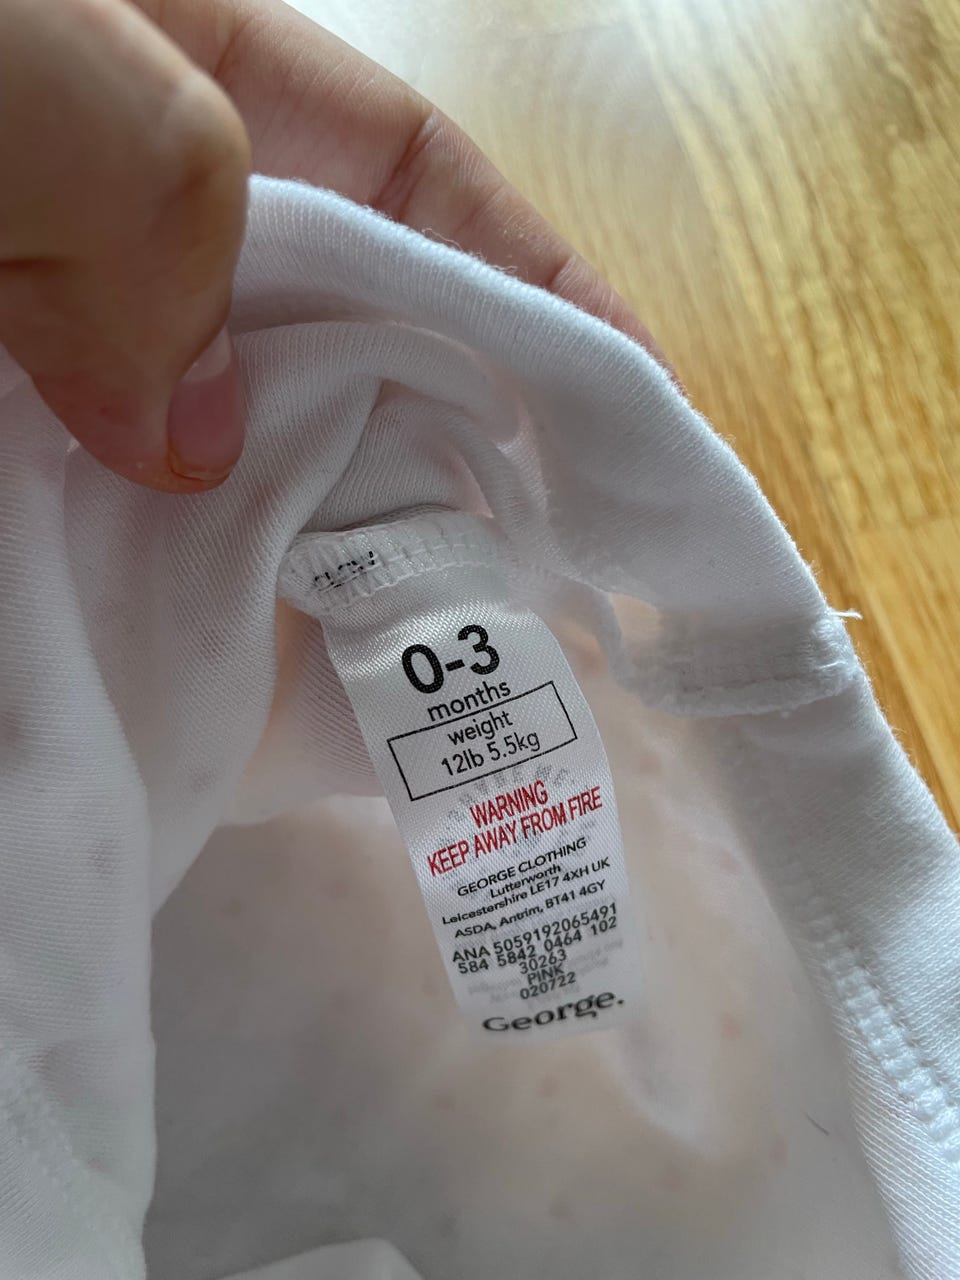 0-3
months
weight
12lb 5.5kg
WARNING
KEEP AWAY FROM FIRE
GEORGE CLOTHING
Lutterworth
Leicestershire LE17 4XH UK
ASDA, Antrim, BT41 4GY
ANA 5059192065491
584 5842 0464 102
30263
PINK
020722
George.